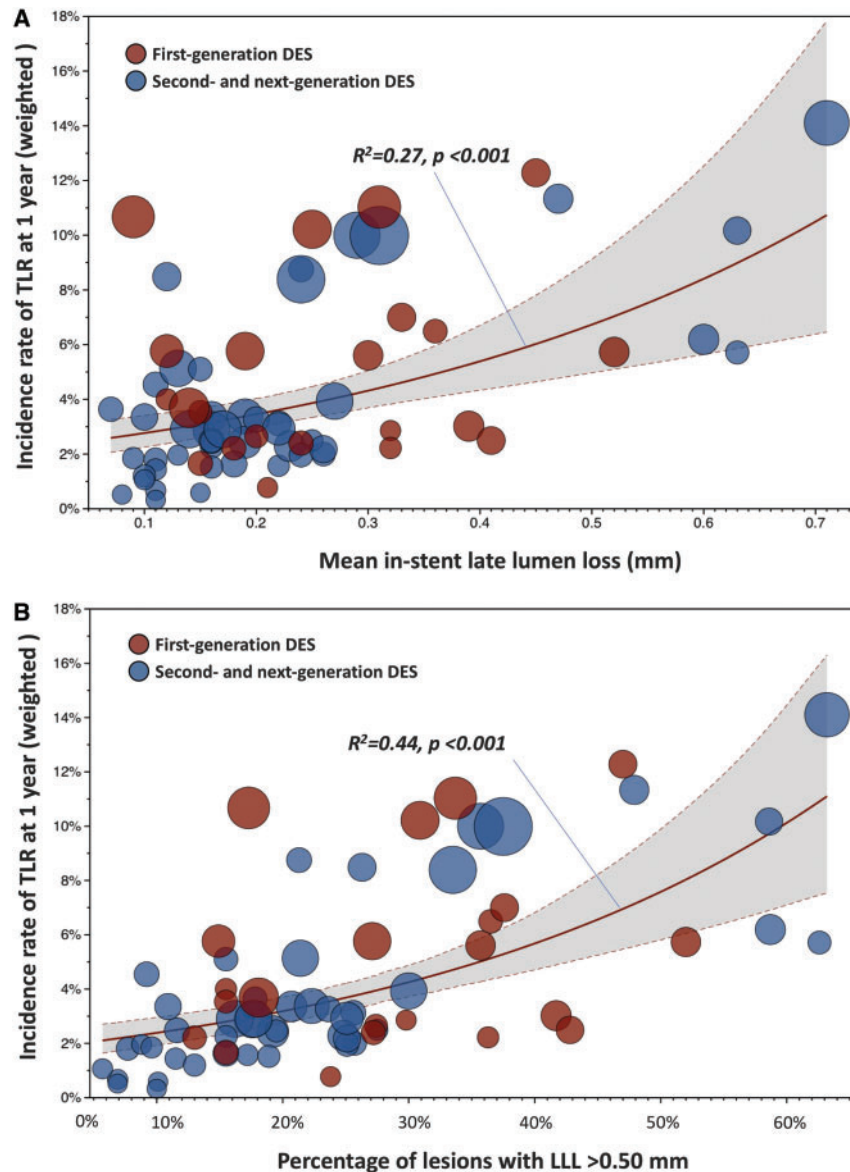 A
18%
16%
14%
12%
10%
8%
6%
4%
2%
0%
Incidence rate of TLR at 1 year (weighted )
First-generation DES
Second- and next-generation DES
R²=0.27, p <0.001
0.1 0.2 0.3 0.4 0.5 0.6 0.7
Mean in-stent late lumen loss (mm)
B
18%
16%
14%
12%
10%
8%
6%
4%
2%
0%
Incidence rate of TLR at 1 year (weighted )
First-generation DES
Second- and next-generation DES
R²=0.44, p <0.001
0% 10% 20% 30% 40% 50% 60%
Percentage of lesions with LLL >0.50 mm